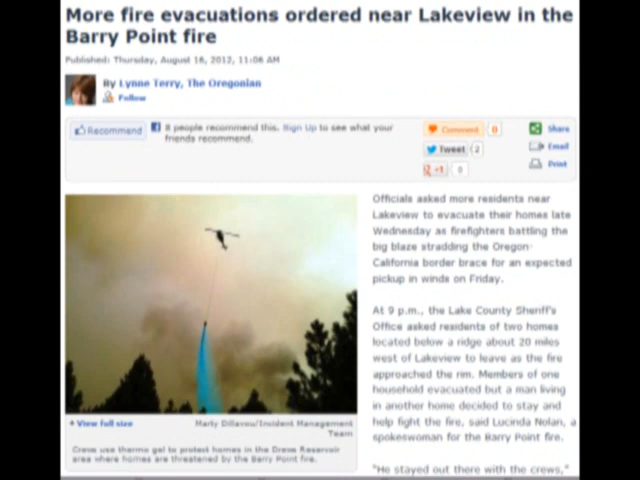 More fire evacuations ordered near Lakeview in the
Barry Point fire
Published: Thursday, August 16, 2012, 11:06 AM
By Lynne Terry, The Oregonian
Follow
Recommend
8 people recommend this. Sign Up to see what your
friends recommend.
Comment 0
Tweet 2
+1 0
Share
Email
Print
Officials asked more residents near
Lakeview to evacuate their homes late
Wednesday as firefighters battling the
big blaze stradding the Oregon-
California border brace for an expected
pickup in winds on Friday.
At 9 p.m., the Lake County Sheriff's
Office asked residents of two homes
located below a ridge about 20 miles
west of Lakeview to leave as the fire
approached the rim. Members of one
household evacuated but a man living
in another home decided to stay and
help fight the fire, said Lucinda Nolan, a
spokeswoman for the Barry Point fire.
"He stayed out there with the crews,"
+ View full size
Marty /Incident Management
Team
Crews use thermo gel to protect homes in the Drews Reservoir
area where homes are threatened by the Barry Point fire.